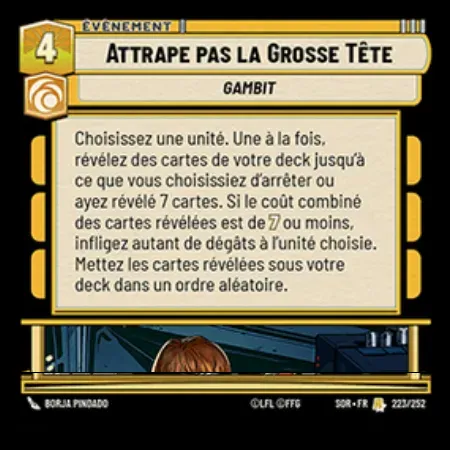 ÉVÉNEMENT
4
ATTRAPE PAS LA GROSSE TÊTE
GAMBIT
Choisissez une unité. Une à la fois,
révélez des cartes de votre deck jusqu'à
ce que vous choisissiez d'arrêter ou
ayez révélé 7 cartes. Si le coût combiné
des cartes révélées est de 7 ou moins,
infligez autant de dégâts à l'unité choisie.
Mettez les cartes révélées sous votre
deck dans un ordre aléatoire.
BORJA PINDADO ©LFL ©FFG SOR • FR 223/252